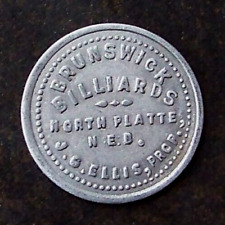 BRUNSWICK
BILLIARDS
NORTH PLATTE,
NEB.
J.G. ELLIS, PROP.